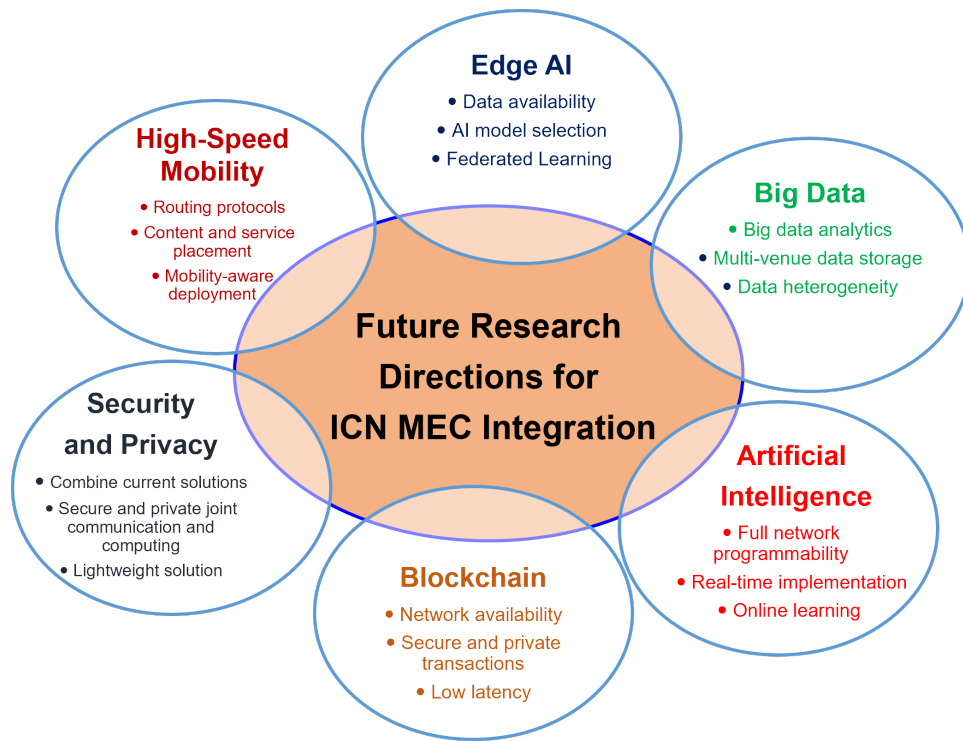 Edge AI
• Data availability
• AI model selection
• Federated Learning
High-Speed
Mobility
• Routing protocols
• Content and service
placement
• Mobility-aware
deployment
Big Data
• Big data analytics
• Multi-venue data storage
• Data heterogeneity
Future Research
Directions for
ICN MEC Integration
Security
and Privacy
• Combine current solutions
• Secure and private joint
communication and
computing
• Lightweight solution
Artificial
Intelligence
• Full network
programmability
• Real-time implementation
• Online learning
Blockchain
• Network availability
• Secure and private
transactions
• Low latency